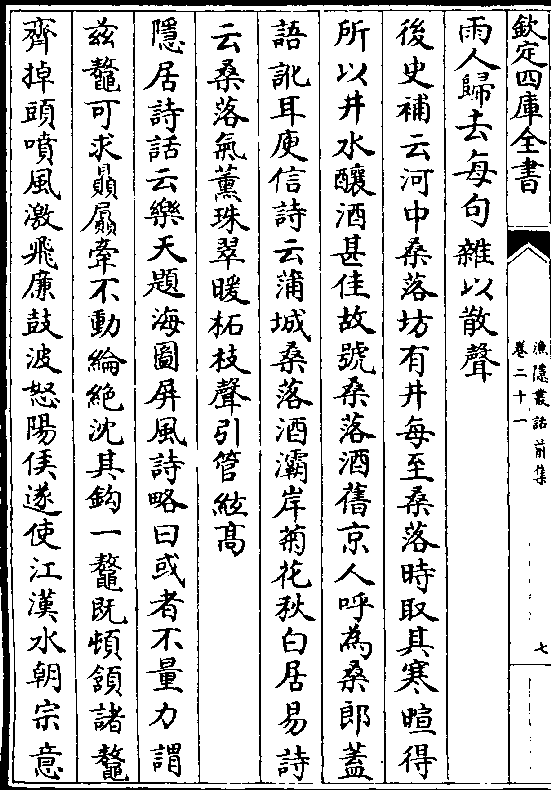 欽定四庫全書
漁隱叢話前集
卷二十一
七
雨人歸去每句雜以散聲
後史補云河中桑落坊有井每至桑落時取其寒暄得
所以井水釀酒甚佳故號桑落酒舊京人呼為桑郎蓋
語訛耳庾信詩云蒲城桑落酒灞岸菊花秋白居易詩
云桑落氣薰珠翠暖柘枝聲引管絃高
隱居詩話云樂天題海圖屏風詩略曰或者不量力謂
兹鼇可求贔屭牽不動綸絶沈其鈎一鼇既頓頷諸鼇
齊掉頭噴風激飛廉鼓波怒陽侯遂使江漢水朝宗意